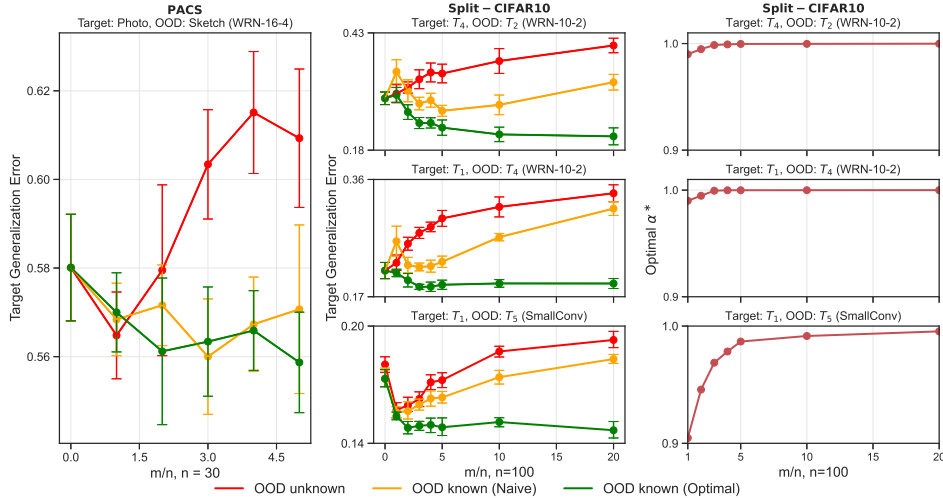 PACS
Target: Photo, OOD: Sketch (WRN-16-4)
Target Generalization Error
0.62
0.60
0.58
0.56
0.0
1.5
3.0
4.5
m/n, n = 30
Split − CIFAR10
Target: T4, OOD: T2 (WRN-10-2)
Target Generalization Error
0.43
0.18
Target: T1, OOD: T4 (WRN-10-2)
0.36
0.17
Target: T1, OOD: T5 (SmallConv)
0.20
0.14
0
5
10
15
20
m/n, n=100
Split − CIFAR10
Target: T4, OOD: T2 (WRN-10-2)
Optimal α *
1.0
0.9
Target: T1, OOD: T4 (WRN-10-2)
1.0
0.9
Target: T1, OOD: T5 (SmallConv)
1.0
0.9
1
5
10
15
20
m/n, n=100
OOD unknown
OOD known (Naive)
OOD known (Optimal)